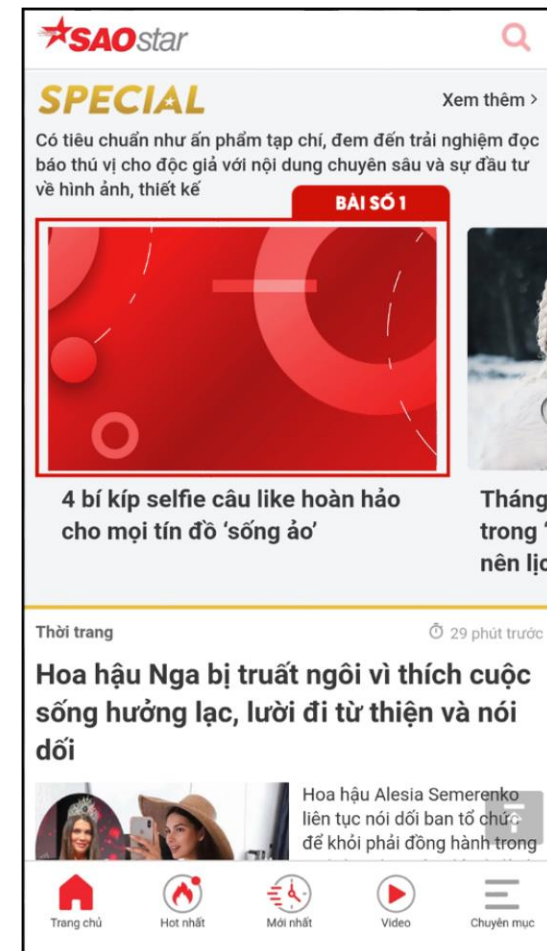 SAOstar
SPECIAL
Xem thêm >
Có tiêu chuẩn như ấn phẩm tạp chí, đem đến trải nghiệm đọc
báo thú vị cho độc giả với nội dung chuyên sâu và sự đầu tư
về hình ảnh, thiết kế
BÀI SỐ 1
4 bí kíp selfie câu like hoàn hảo
cho mọi tín đồ ‘sống ảo’
Tháng
trong ‘
nên
Thời trang
29 phút trước
Hoa hậu Nga bị truất ngôi vì thích cuộc
sống hưởng lạc, lười đi từ thiện và nói
dối
Hoa hậu Alesia Semerenko
liên tục nói dối ban tổ chức
để khỏi phải đồng hành trong
Trang chủ
Hot nhất
Mới nhất
Video
Chuyên mục